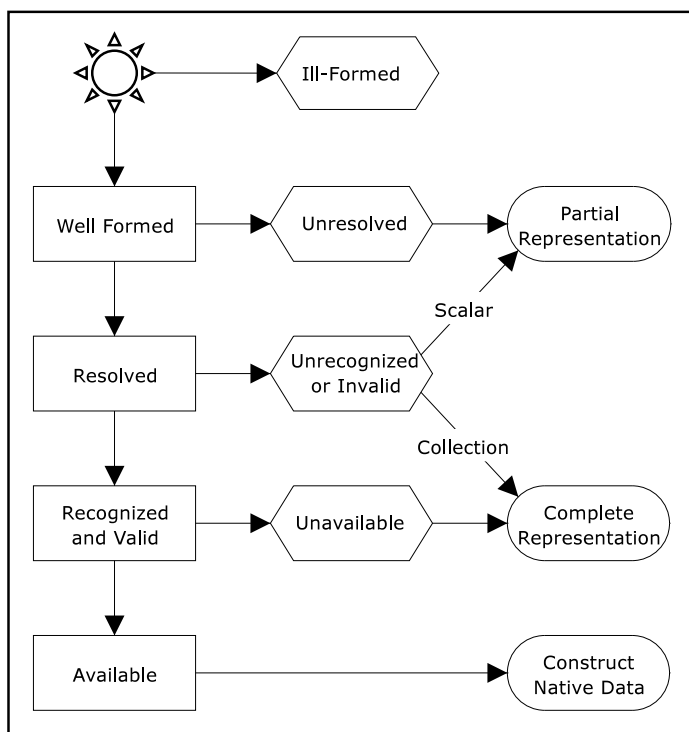 Ill-Formed
Well Formed
Unresolved
Partial
Representation
Scalar
Resolved
Unrecognized
or Invalid
Collection
Recognized
and Valid
Unavailable
Complete
Representation
Available
Construct
Native Data